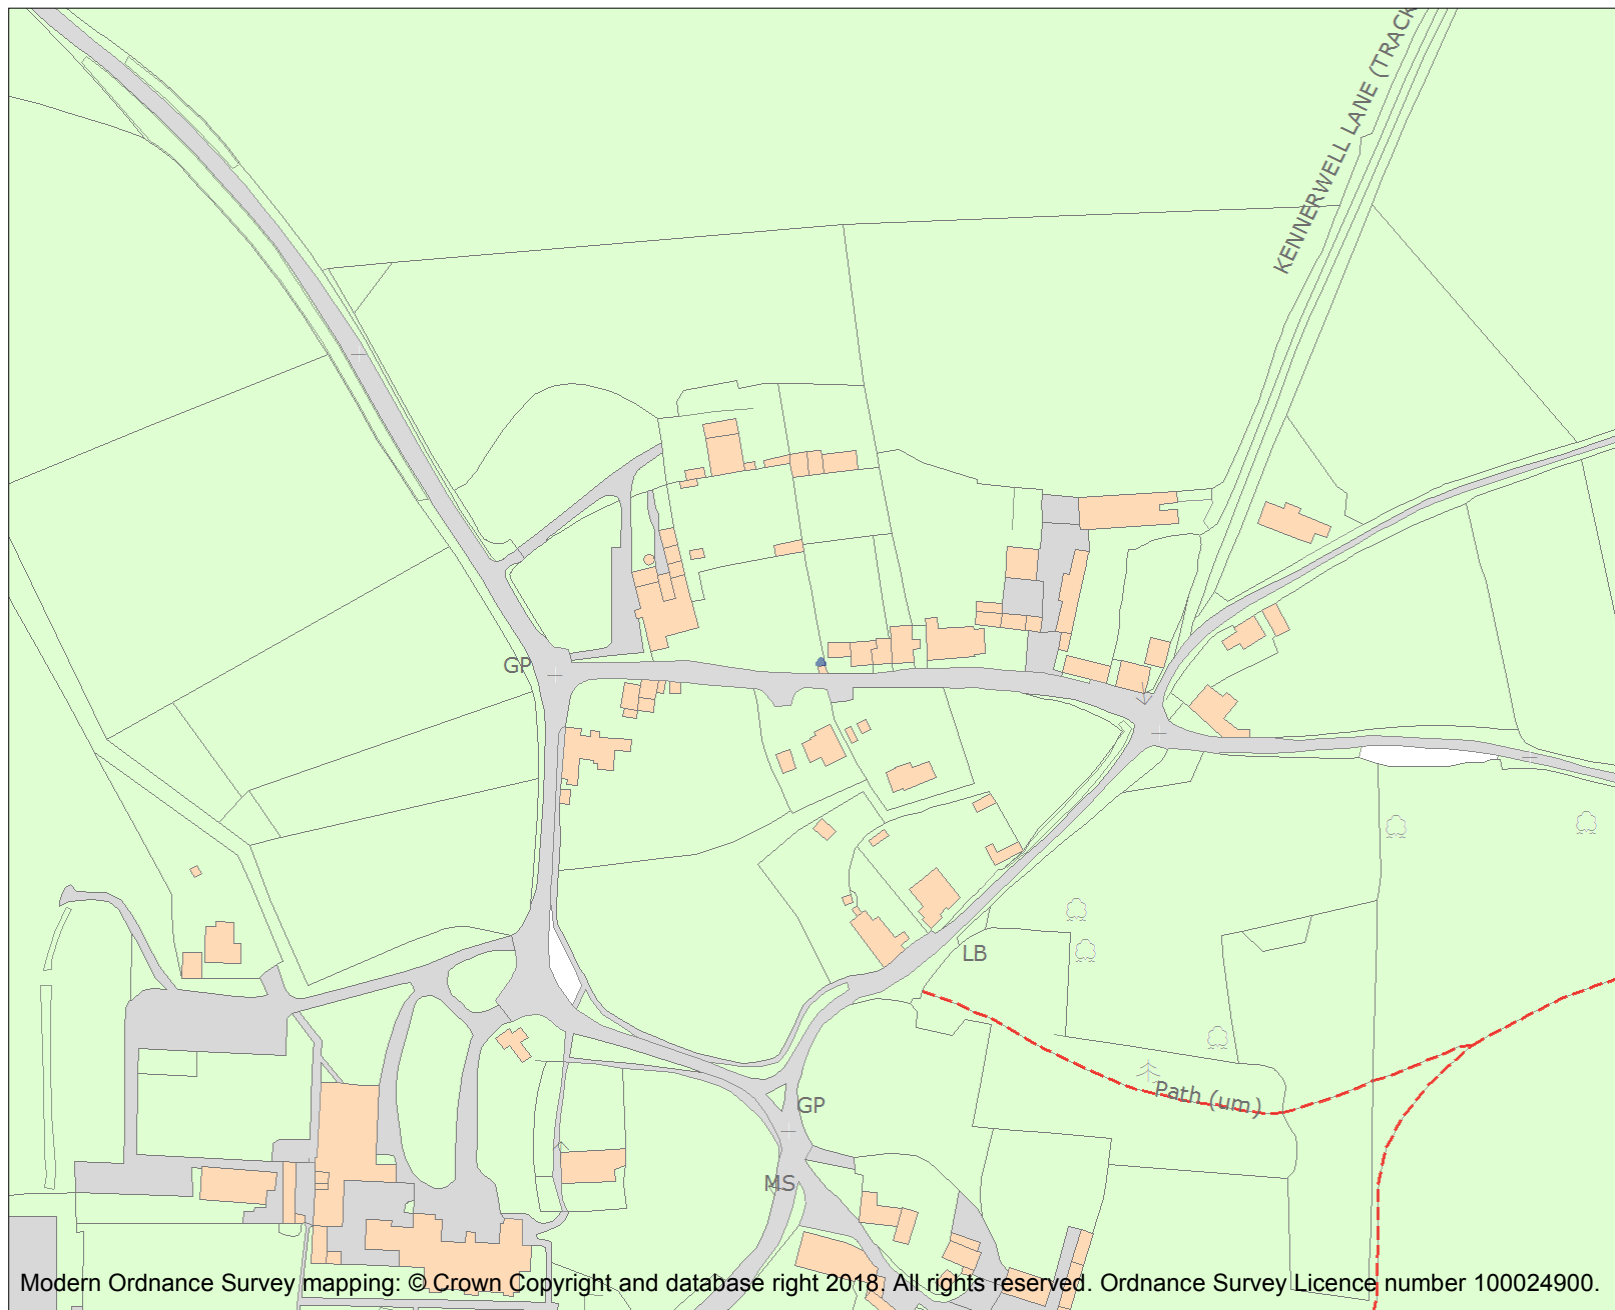 KENNERWELL LANE (TRACK
GP
LB
Path (um)
GP
MS
Modern Ordnance Survey mapping: © Crown Copyright and database right 2018. All rights reserved. Ordnance Survey Licence number 100024900.